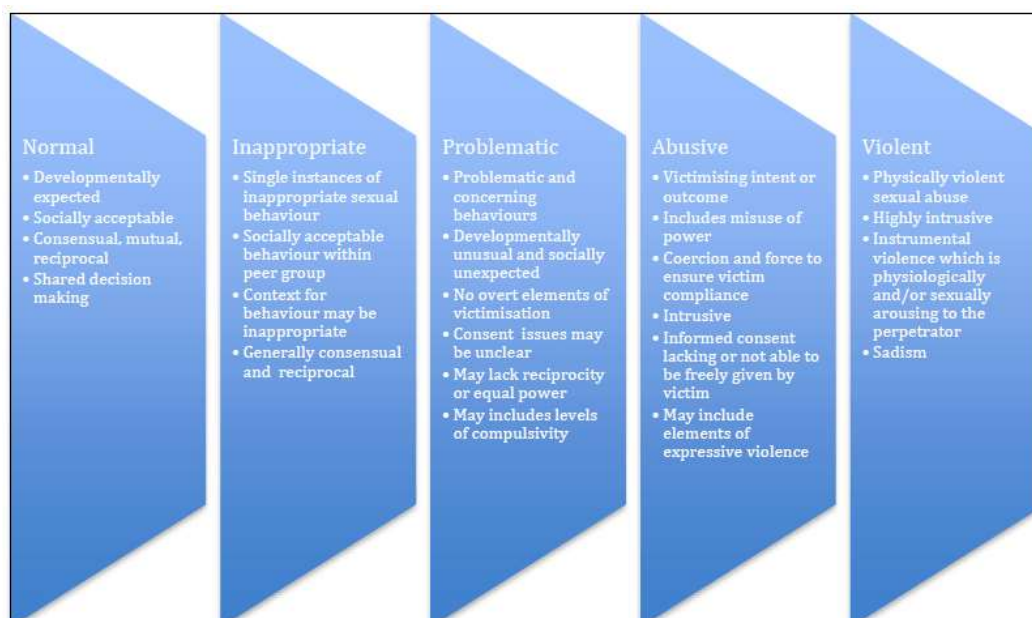 Normal
• Developmentally
expected
• Socially acceptable
• Consensual, mutual,
reciprocal
• Shared decision
making
Inappropriate
• Single instances of
inappropriate sexual
behaviour
• Socially acceptable
behaviour within
peer group
• Context for
behaviour may be
inappropriate
• Generally consensual
and reciprocal
Problematic
• Problematic and
concerning
behaviours
• Developmentally
unusual and socially
unexpected
• No overt elements of
victimisation
• Consent issues may
be unclear
• May lack reciprocity
or equal power
• May includes levels
of compulsivity
Abusive
• Victimising intent or
outcome
• Includes misuse of
power
• Coercion and force to
ensure victim
compliance
• Intrusive
• Informed consent
lacking or not able to
be freely given by
victim
• May include
elements of
expressive violence
Violent
• Physically violent
sexual abuse
• Highly intrusive
• Instrumental
violence which is
physiologically
and/or sexually
arousing to the
perpetrator
• Sadism